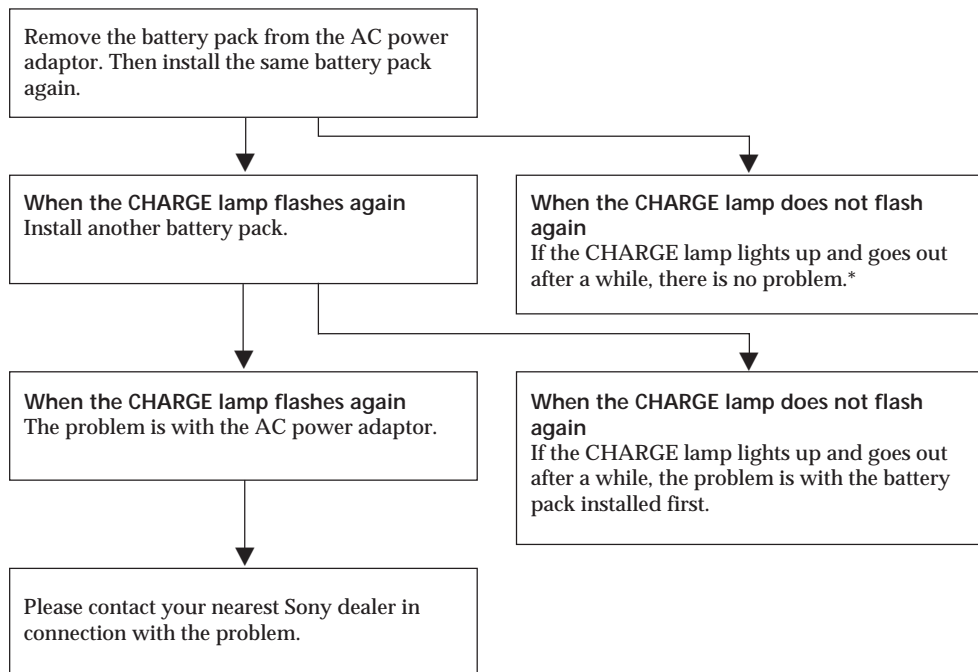 Remove the battery pack from the AC power
adaptor. Then install the same battery pack
again.
When the CHARGE lamp flashes again
Install another battery pack.
When the CHARGE lamp does not flash
again
If the CHARGE lamp lights up and goes out
after a while, there is no problem.*
When the CHARGE lamp flashes again
The problem is with the AC power adaptor.
When the CHARGE lamp does not flash
again
If the CHARGE lamp lights up and goes out
after a while, the problem is with the battery
pack installed first.
Please contact your nearest Sony dealer in
connection with the problem.